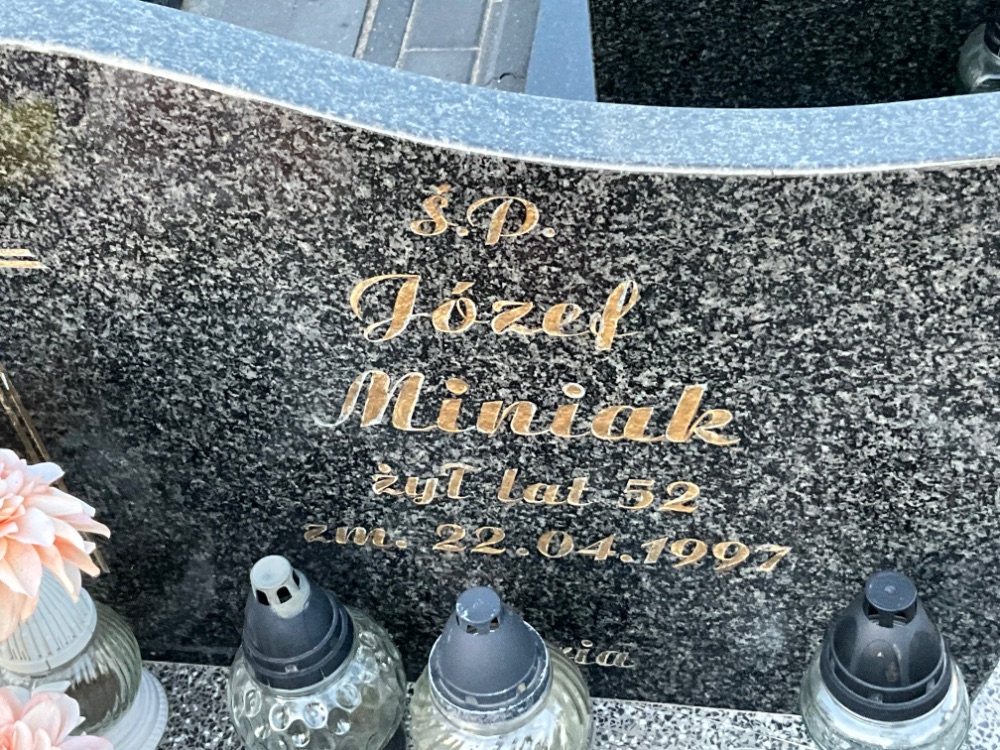 Ś.P.
Józef
Miniak
żył lat 52
zm. 22.04.1997